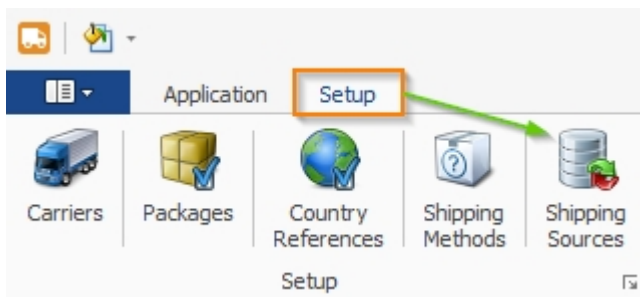 Application Setup
Carriers Packages Country References Shipping Methods Shipping Sources
Setup